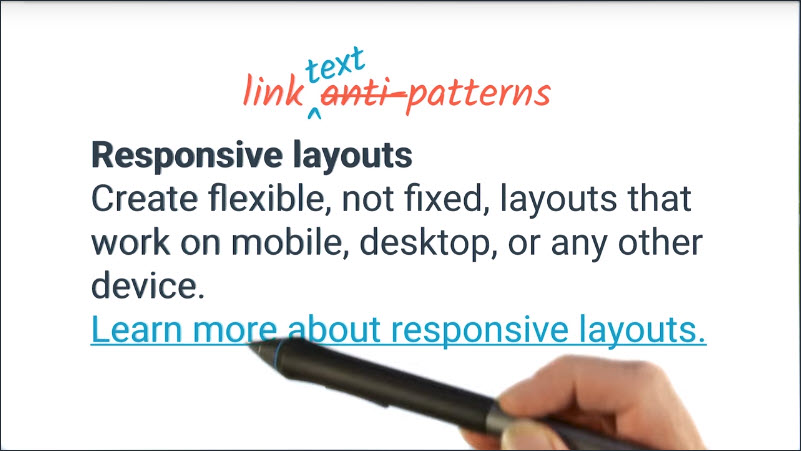 link text anti-patterns
Responsive layouts
Create flexible, not fixed, layouts that
work on mobile, desktop, or any other
device.
Learn more about responsive layouts.